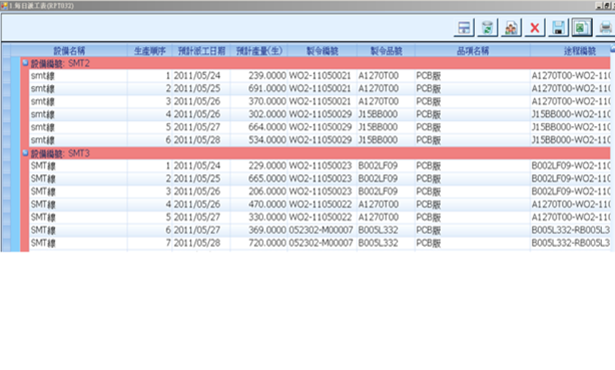 每日派工表(RPT032)
設備名稱 生產順序 預計派工日期 預計產量(生) 製令編號 製令品號 品項名稱 途程編號
設備編號: SMT2
smt線 1 2011/05/24 239.0000 WO2-11050021 A1270T00 PCB版 A1270T00-WO2-110
smt線 2 2011/05/25 691.0000 WO2-11050021 A1270T00 PCB版 A1270T00-WO2-110
smt線 3 2011/05/26 370.0000 WO2-11050021 A1270T00 PCB版 A1270T00-WO2-110
smt線 4 2011/05/26 302.0000 WO2-11050029 J15BB000 PCB版 J15BB000-WO2-110
smt線 5 2011/05/27 664.0000 WO2-11050029 J15BB000 PCB版 J15BB000-WO2-110
smt線 6 2011/05/28 534.0000 WO2-11050029 J15BB000 PCB版 J15BB000-WO2-110
設備編號: SMT3
SMT線 1 2011/05/24 229.0000 WO2-11050023 B002LF09 PCB版 B002LF09-WO2-110
SMT線 2 2011/05/25 665.0000 WO2-11050023 B002LF09 PCB版 B002LF09-WO2-110
SMT線 3 2011/05/26 206.0000 WO2-11050023 B002LF09 PCB版 B002LF09-WO2-110
SMT線 4 2011/05/26 470.0000 WO2-11050022 A1270T00 PCB版 A1270T00-WO2-110
SMT線 5 2011/05/27 330.0000 WO2-11050022 A1270T00 PCB版 A1270T00-WO2-110
SMT線 6 2011/05/27 369.0000 052302-M00007 B005L332 PCB版 B005L332-RB005L3
SMT線 7 2011/05/28 720.0000 052302-M00007 B005L332 PCB版 B005L332-RB005L3